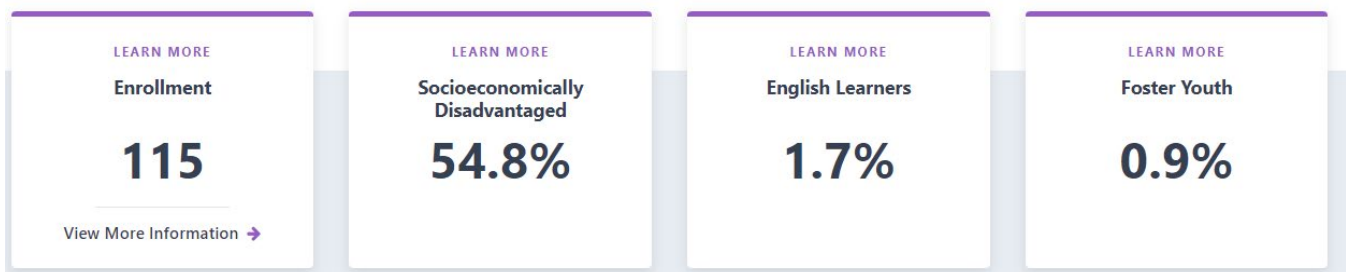 LEARN MORE
Enrollment
115
View More Information
LEARN MORE
Socioeconomically
Disadvantaged
54.8%
LEARN MORE
English Learners
1.7%
LEARN MORE
Foster Youth
0.9%